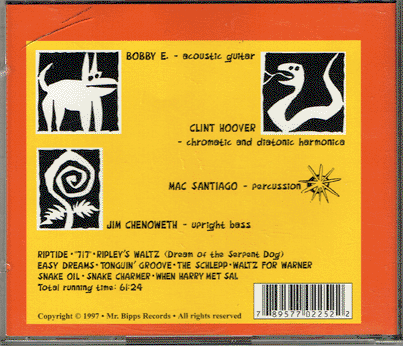 BOBBY E. - acoustic guitar
CLINT HOOVER
- chromatic and diatonic harmonica
MAC SANTIAGO - percussion
JIM CHENOWETH - upright bass
RIPTIDE • "717" • RIPLEY'S WALTZ (Dream of the Serpent Dog)
EASY DREAMS • TONGUIN' GROOVE • THE SCHLEPP • WALTZ FOR WARNER
SNAKE OIL • SNAKE CHARMER • WHEN HARRY MET SAL
Total running time: 61:24
Copyright © 1997 • Mr. Bipps Records • All rights reserved
7 89577 02252 2